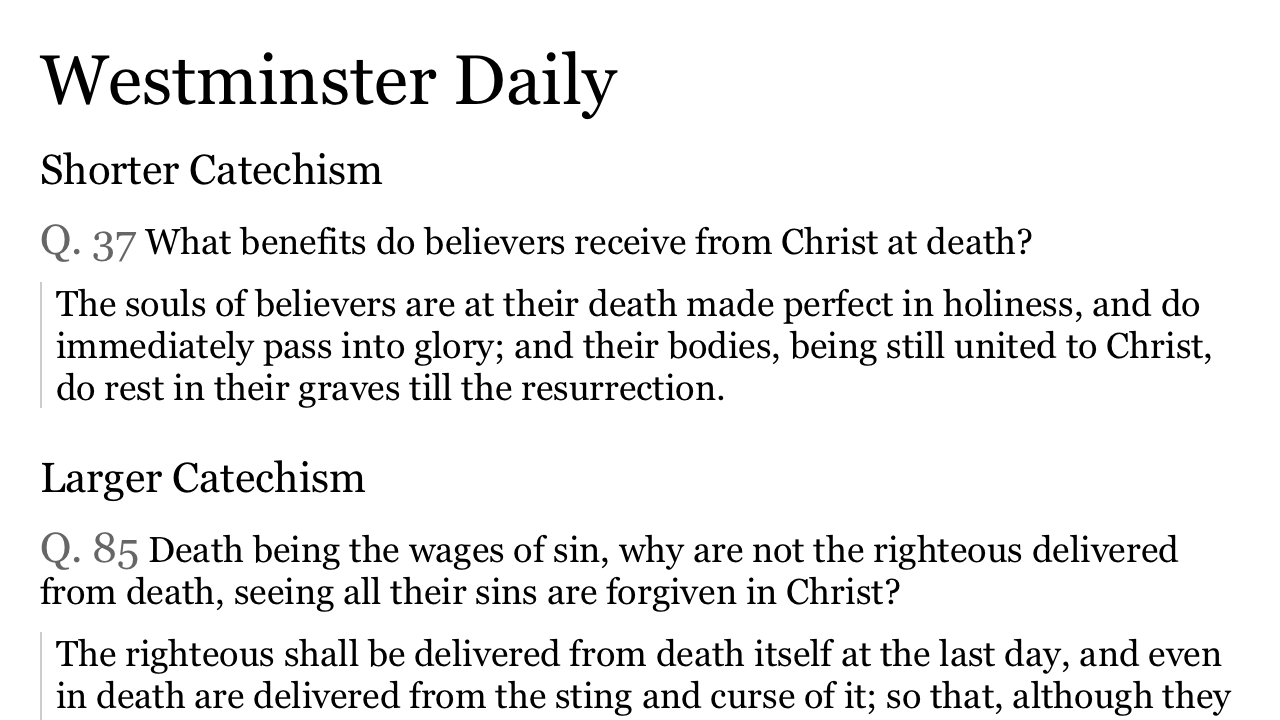 Westminster Daily
Shorter Catechism
Q. 37 What benefits do believers receive from Christ at death?
The souls of believers are at their death made perfect in holiness, and do
immediately pass into glory; and their bodies, being still united to Christ,
do rest in their graves till the resurrection.
Larger Catechism
Q. 85 Death being the wages of sin, why are not the righteous delivered
from death, seeing all their sins are forgiven in Christ?
The righteous shall be delivered from death itself at the last day, and even
in death are delivered from the sting and curse of it; so that, although they